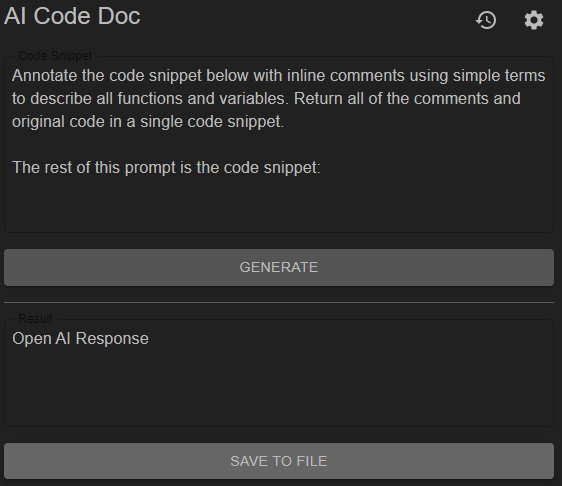 AI Code Doc
Code Snippet
Annotate the code snippet below with inline comments using simple terms
to describe all functions and variables. Return all of the comments and
original code in a single code snippet.
The rest of this prompt is the code snippet:
GENERATE
Result
Open AI Response
SAVE TO FILE